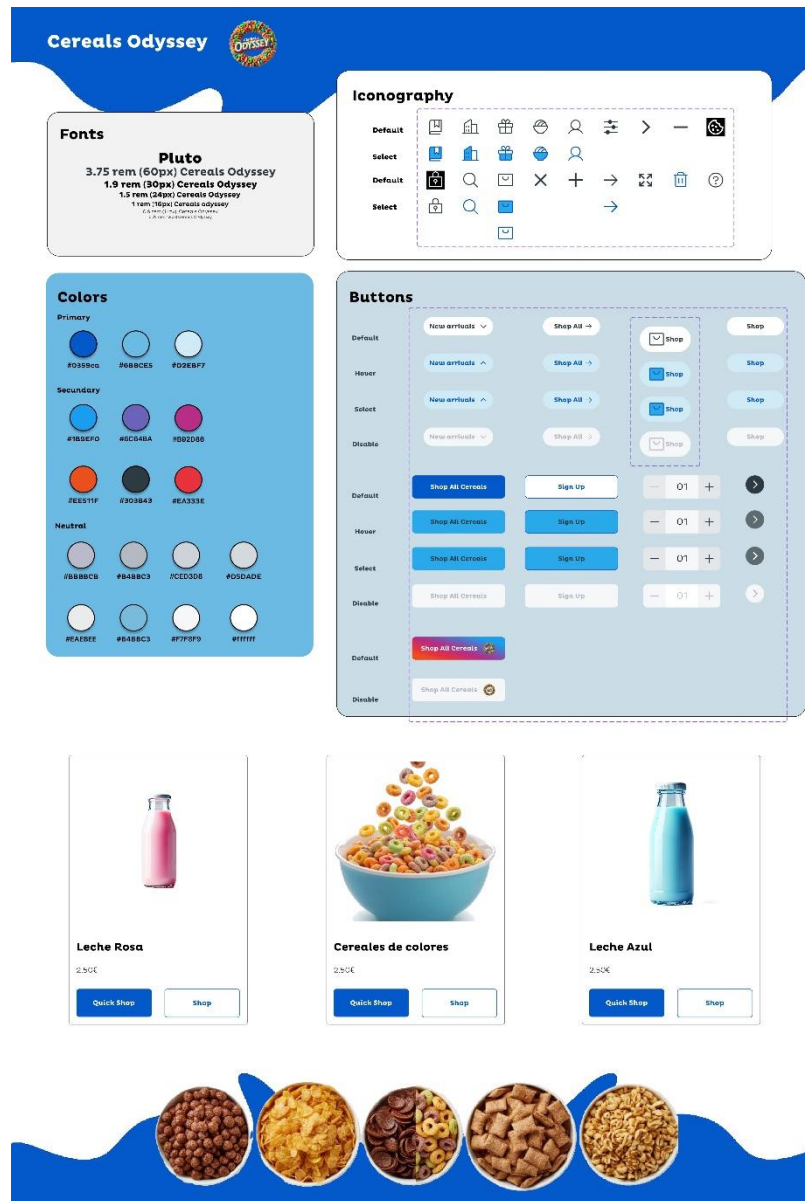 Cereals Odyssey
ODYSSEY
Iconography
Default
Select
Default
Select
Fonts
Pluto
3.75 rem (60px) Cereals Odyssey
1.9 rem (30px) Cereals Odyssey
1.5 rem (24px) Cereals Odyssey
1 rem (16px) Cereals odyssey
Colors
Primary
#0359ca #6BBCE5 #D2EBF7
Secundary
#1B9EF0 #6C64BA #B92D86
#EE511F #303843 #EA333E
Neutral
#BBBBCB #B4BBC3 #CED3D8 #D5DADE
#EAEBEE #B4BBC3 #F7F8F9 #ffffff
Buttons
Default New arrivals Shop All → Shop Shop
Hover New arrivals Shop All → Shop Shop
Select New arrivals Shop All → Shop Shop
Disable New arrivals Shop All → Shop Shop
Default Shop All Cereals Sign Up — 01 +
Hover Shop All Cereals Sign Up — 01 +
Select Shop All Cereals Sign Up — 01 +
Disable Shop All Cereals Sign Up — 01 +
Default Shop All Cereals
Disable Shop All Cereals
Leche Rosa
2.50€
Quick Shop Shop
Cereales de colores
2.50€
Quick Shop Shop
Leche Azul
2.50€
Quick Shop Shop